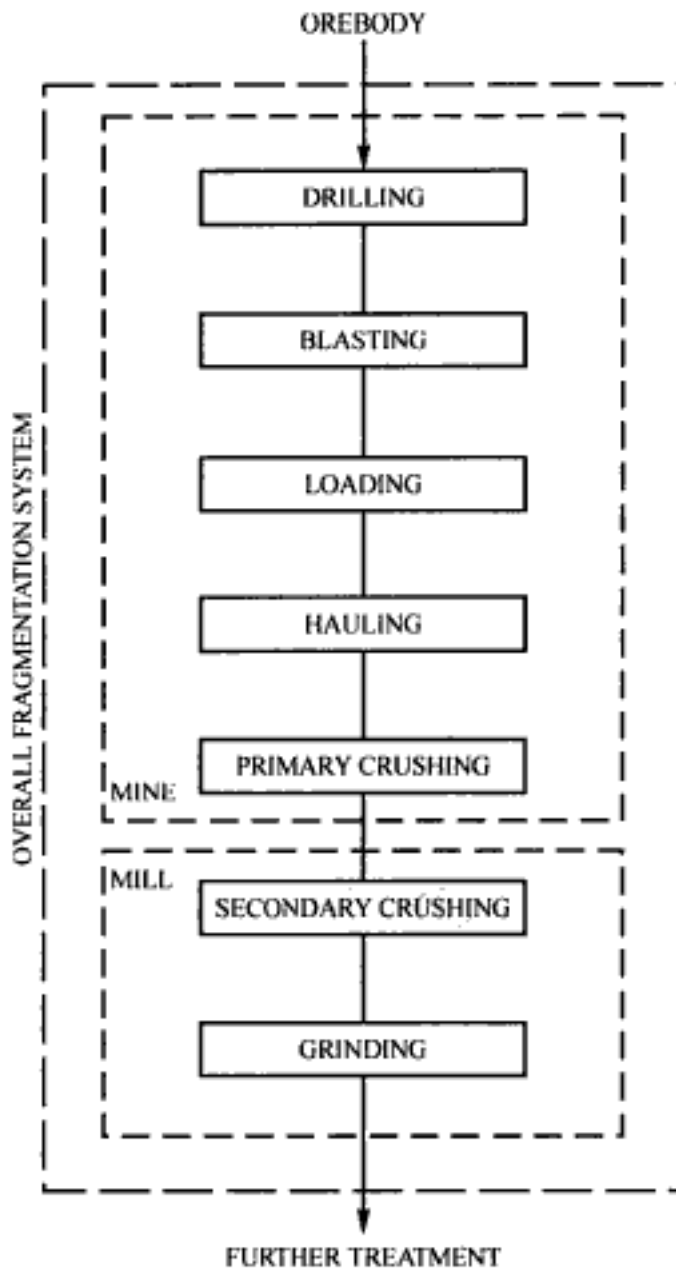 OREBODY
DRILLING
BLASTING
LOADING
HAULING
PRIMARY CRUSHING
MINE
MILL
SECONDARY CRUSHING
GRINDING
OVERALL FRAGMENTATION SYSTEM
FURTHER TREATMENT